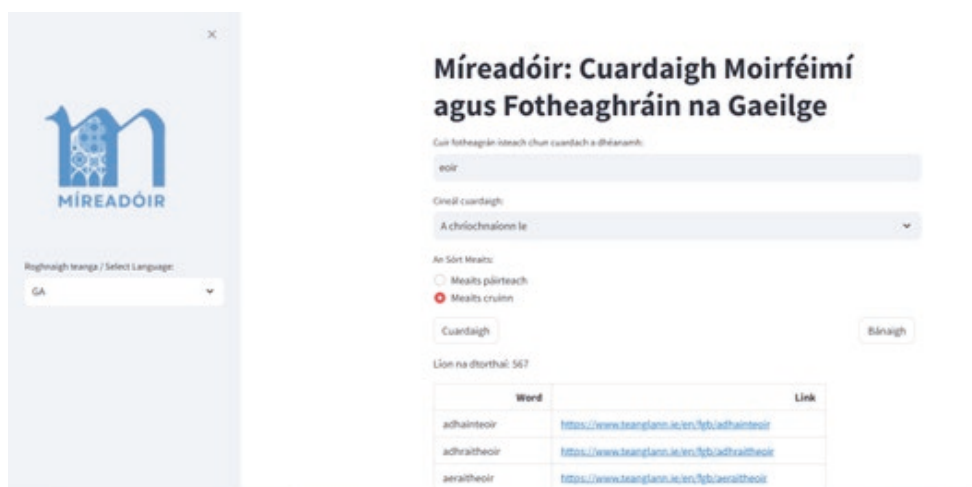 ×
MÍREADÓIR
Roghnaigh teanga / Select Language:
GA
Míreadóir: Cuardaigh Moirféimí
agus Fotheaghráin na Gaeilge
Cuir fotheagrán isteach chun cuardach a dhéanamh:
eoir
Cineál cuardaigh:
A chríochnaíonn le
An Sórt Meaits:
Meaits páirteach
Meaits cruinn
Cuardaigh Bánaigh
Líon na dtorthaí: 567
Word Link
adhainteoir https://www.teanglann.ie/en/fgb/adhainteoir
adhraitheoir https://www.teanglann.ie/en/fgb/adhraitheoir
aeraitheoir https://www.teanglann.ie/en/fgb/aeraitheoir